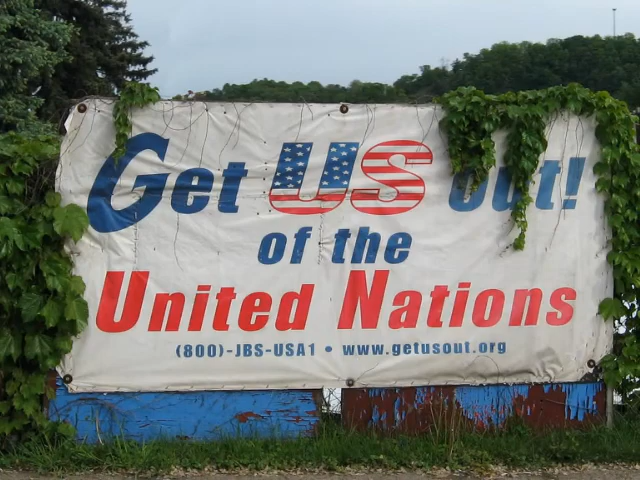 Get US Out!
of the
United Nations
(800)-JBS-USA1 • www.getusout.org